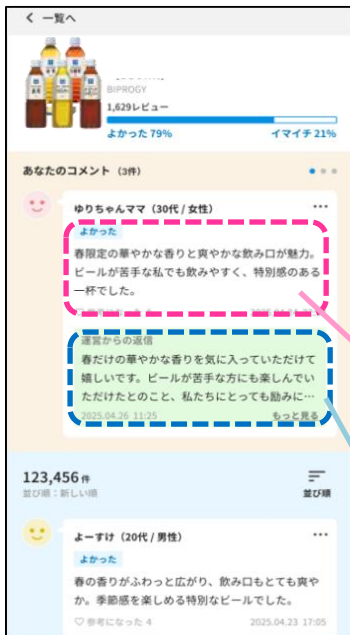 く 一覧へ
BIPROGY
1,629レビュー
よかった 79%
イマイチ 21%
あなたのコメント（3件）
ゆりちゃんママ（30代 / 女性）
よかった
春限定の華やかな香りと爽やかな飲み口が魅力。
ビールが苦手な私でも飲みやすく、特別感のある
一杯でした。
運営からの返信
春だけの華やかな香りを気に入っていただけて
嬉しいです。ビールが苦手な方にも楽しんでい
ただけたとのこと、私たちにとっても励みに…
2025.04.26 11:25
もっと見る
123,456件
並び順：新しい順
並び順
よーすけ（20代 / 男性）
よかった
春の香りがふわっと広がり、飲み口もとても爽や
か。季節感を楽しめる特別なビールでした。
♡ 参考になった 4
2025.04.23 17:05